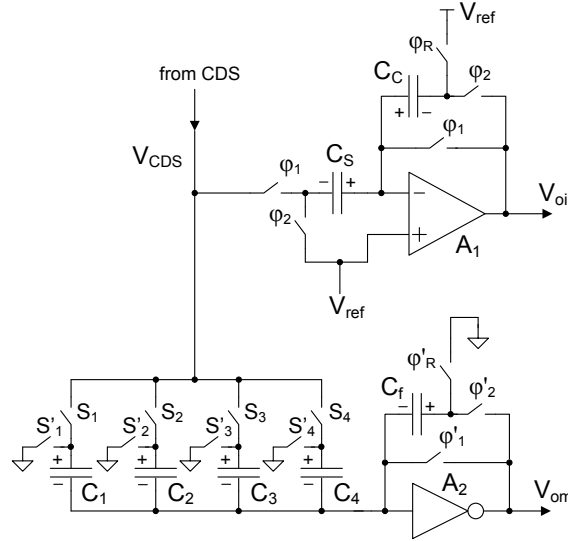 V_ref
φ_R
from CDS
C_C
φ_2
+ −
V_CDS
φ_1
C_S
φ_1
− +
−
V_oi
φ_2
+
A_1
V_ref
φ'_R
C_f
φ'_2
S_1 S_2 S_3 S_4
− +
S'_1 S'_2 S'_3 S'_4
φ'_1
+ + + +
A_2
− C_1 − C_2 − C_3 − C_4
V_om